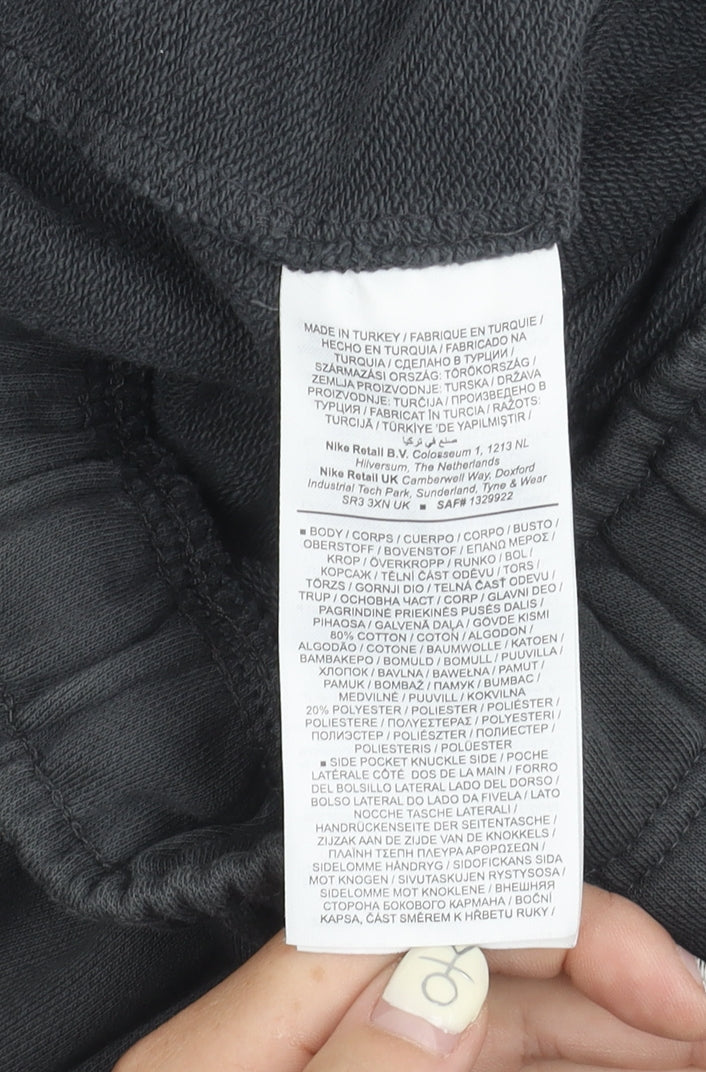 MADE IN TURKEY / FABRIQUE EN TURQUIE /
HECHO EN TURQUIA / FABRICADO NA
TURQUIA / СДЕЛАНО В ТУРЦИИ /
SZÁRMAZÁSI ORSZÁG: TÖRÖKORSZÁG /
ZEMLJA PROIZVODNJE: TURSKA / DRŽAVA
PROIZVODNJE: TURČIJA / ПРОИЗВЕДЕНО В
ТУРЦИЯ / FABRICAT ÎN TURCIA / RAŽOTS:
TURCIJĀ / TÜRKİYE 'DE YAPILMIŞTIR /
صنع في تركيا
Nike Retail B.V. Colosseum 1, 1213 NL
Hilversum, The Netherlands
Nike Retail UK Camberwell Way, Doxford
Industrial Tech Park, Sunderland, Tyne & Wear
SR3 3XN UK ■ SAF# 1329922
■ BODY / CORPS / CUERPO / CORPO / BUSTO /
OBERSTOFF / BOVENSTOF / ΕΠΑΝΩ ΜΕΡΟΣ /
KROP / ÖVERKROPP / RUNKO / BOL /
КОРСАЖ / TĚLNÍ ČÁST ODĚVU / TORS /
TÖRZS / GORNJI DIO / TELNÁ ČASŤ ODEVU /
TRUP / ОСНОВНА ЧАСТ / CORP / GLAVNI DEO /
PAGRINDINĖ PRIEKINĖS PUSĖS DALIS /
PIHAOSA / GALVENĀ DAĻA / GÖVDE KISMI
80% COTTON / COTON / ALGODON /
ALGODÃO / COTONE / BAUMWOLLE / KATOEN /
ΒΑΜΒΑΚΕΡΟ / BOMULD / BOMULL / PUUVILLA /
ХЛОПОК / BAVLNA / BAWEŁNA / PAMUT /
PAMUK / BOMBAŽ / ПАМУК / BUMBAC /
MEDVILNĖ / PUUVILL / KOKVILNA
20% POLYESTER / POLIESTER / POLIÉSTER /
POLIESTERE / ΠΟΛΥΕΣΤΕΡΑΣ / POLYESTERI /
ПОЛИЭСТЕР / POLIÉSZTER / ПОЛИЕСТЕР /
POLIESTERIS / POLÜESTER
■ SIDE POCKET KNUCKLE SIDE / POCHE
LATÉRALE CÔTÉ DOS DE LA MAIN / FORRO
DEL BOLSILLO LATERAL LADO DEL DORSO /
BOLSO LATERAL DO LADO DA FIVELA / LATO
NOCCHE TASCHE LATERALI /
HANDRÜCKENSEITE DER SEITENTASCHE /
ZIJZAK AAN DE ZIJDE VAN DE KNOKKELS /
ΠΛΑΪΝΗ ΤΣΕΠΗ ΠΛΕΥΡΑ ΑΡΘΡΩΣΕΩΝ /
SIDELOMME HÅNDRYG / SIDOFICKANS SIDA
MOT KNOGEN / SIVUTASKUJEN RYSTYSOSA /
SIDELOMME MOT KNOKLENE / ВНЕШНЯЯ
СТОРОНА БОКОВОГО КАРМАНА / BOČNÍ
KAPSA, ČÁST SMĚREM K HŘBETU RUKY /